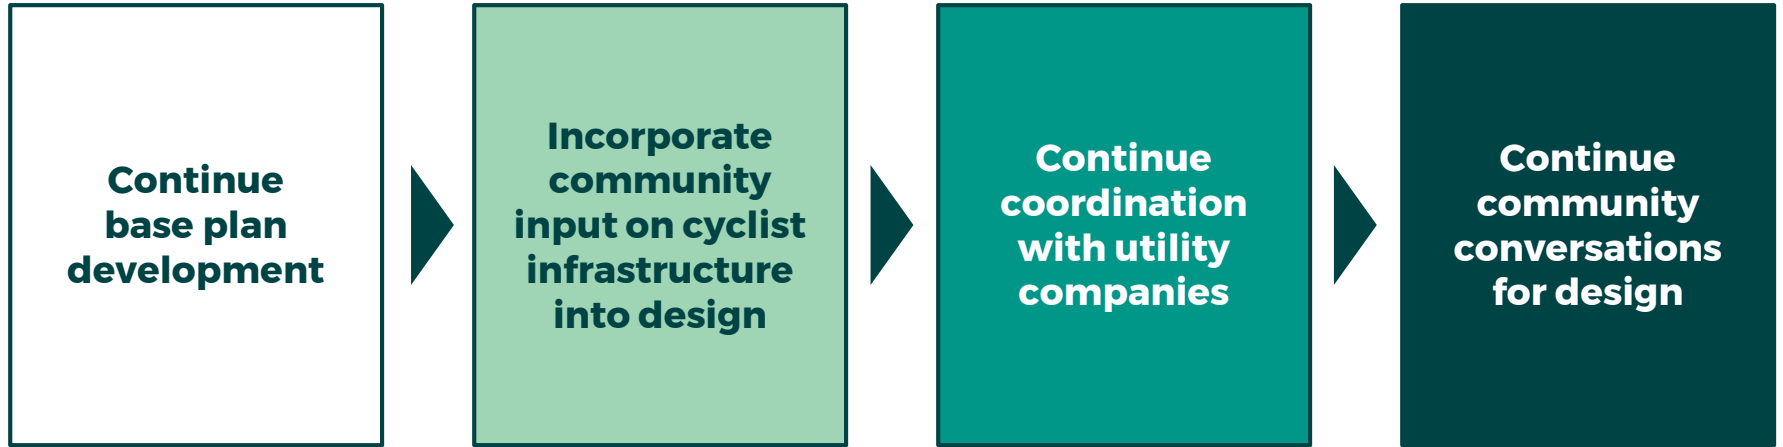 Continue
base plan
development
Incorporate
community
input on cyclist
infrastructure
into design
Continue
coordination
with utility
companies
Continue
community
conversations
for design